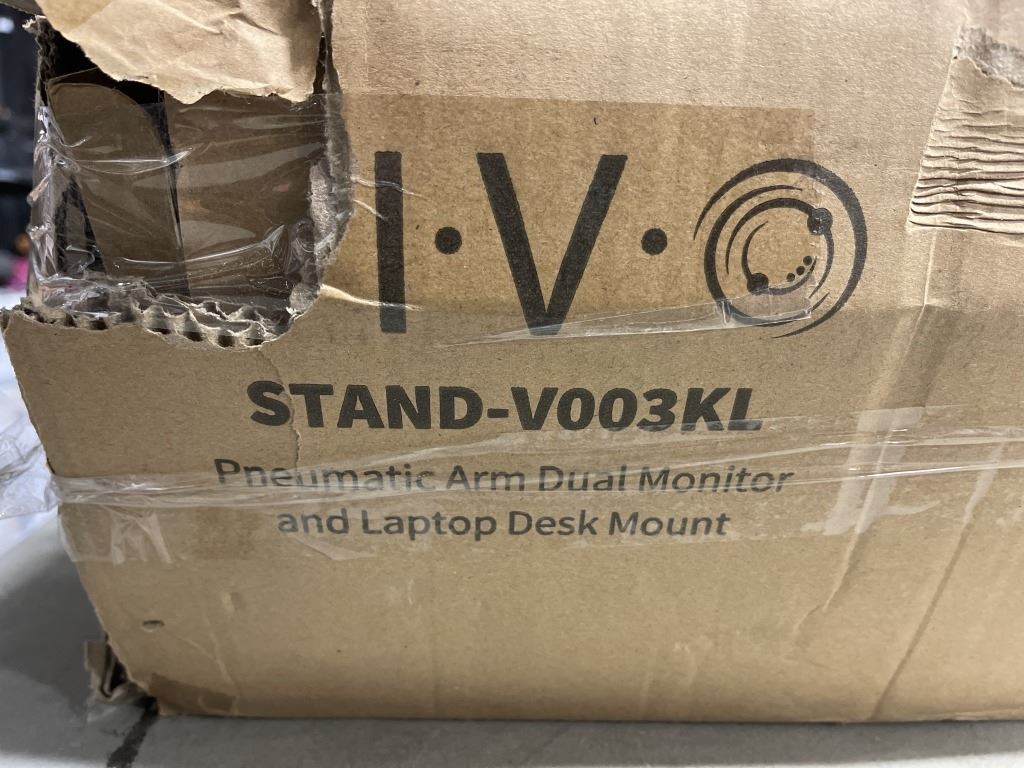 I·V·O
STAND-V003KL
Pneumatic Arm Dual Monitor
and Laptop Desk Mount